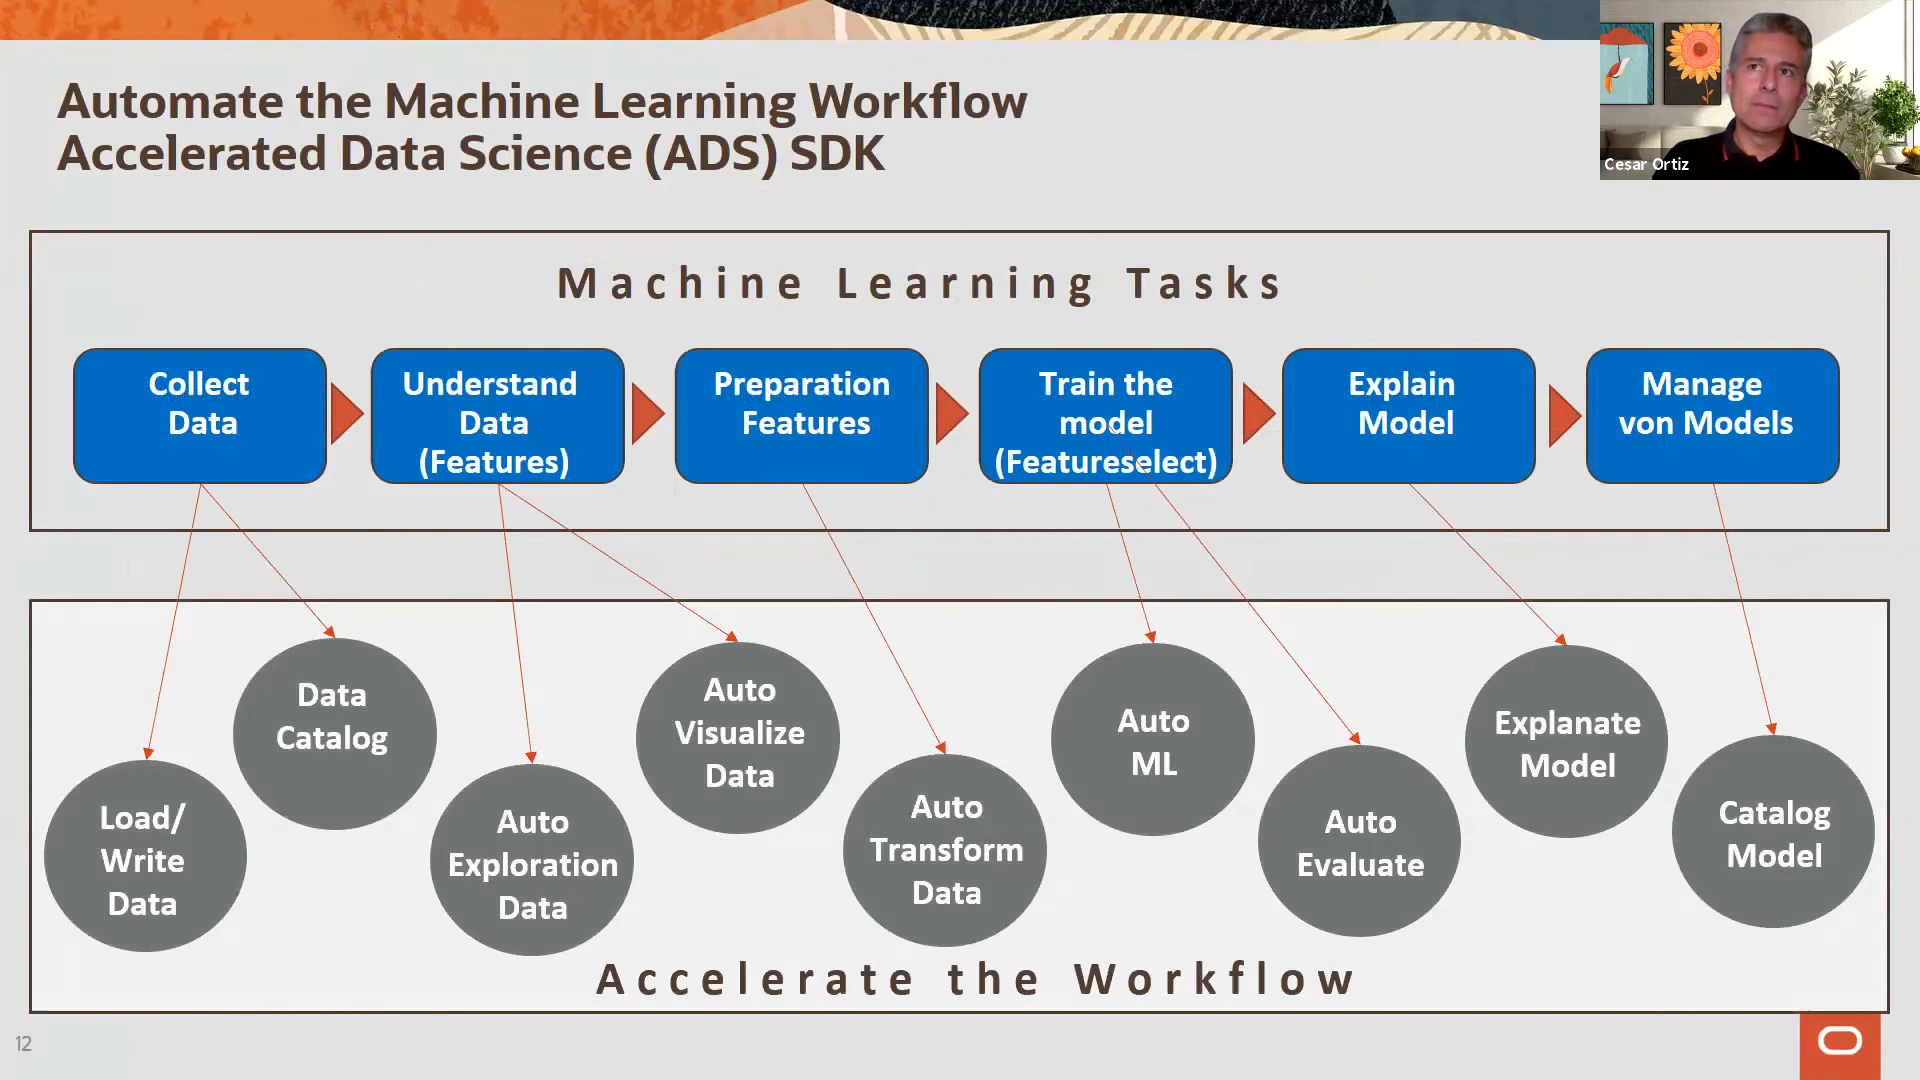 Automate the Machine Learning Workflow
Accelerated Data Science (ADS) SDK
Cesar Ortiz
Machine Learning Tasks
Collect
Data
Understand
Data
(Features)
Preparation
Features
Train the
model
(Featureselect)
Explain
Model
Manage
von Models
Load/
Write
Data
Data
Catalog
Auto
Exploration
Data
Auto
Visualize
Data
Auto
Transform
Data
Auto
ML
Auto
Evaluate
Explanate
Model
Catalog
Model
Accelerate the Workflow
12